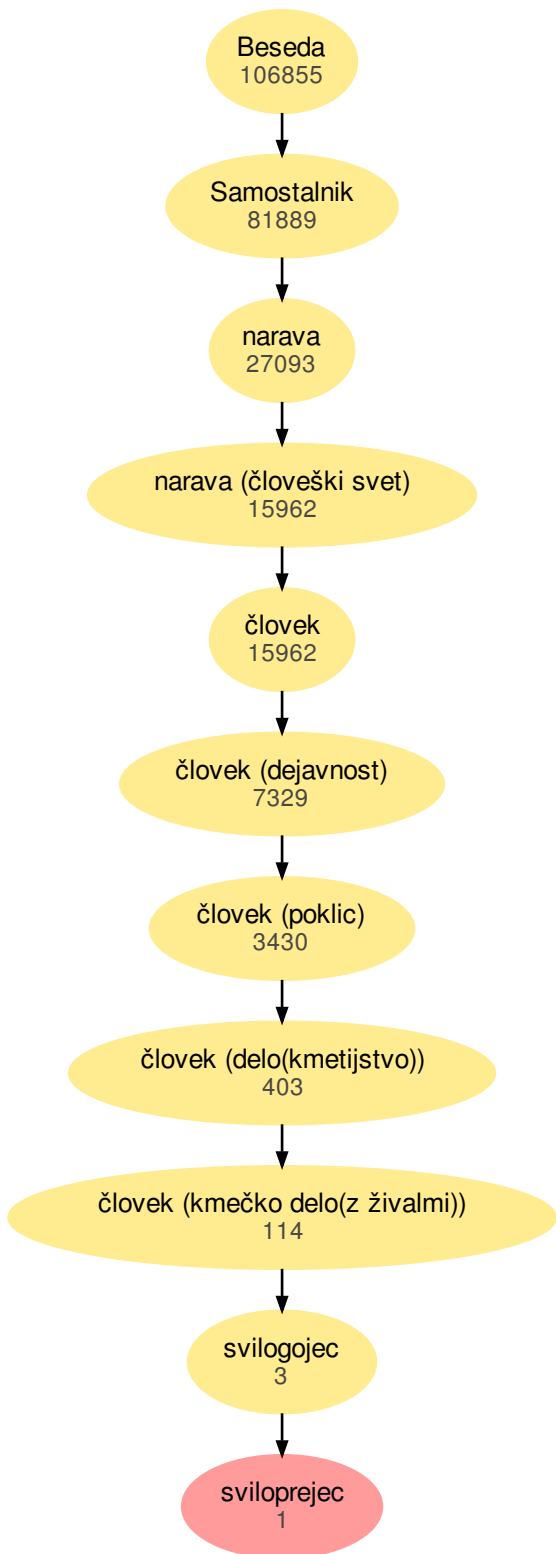 Beseda
106855
Samostalnik
81889
narava
27093
narava (človeški svet)
15962
človek
15962
človek (dejavnost)
7329
človek (poklic)
3430
človek (delo(kmetijstvo))
403
človek (kmečko delo(z živalmi))
114
svilogojec
3
sviloprejec
1